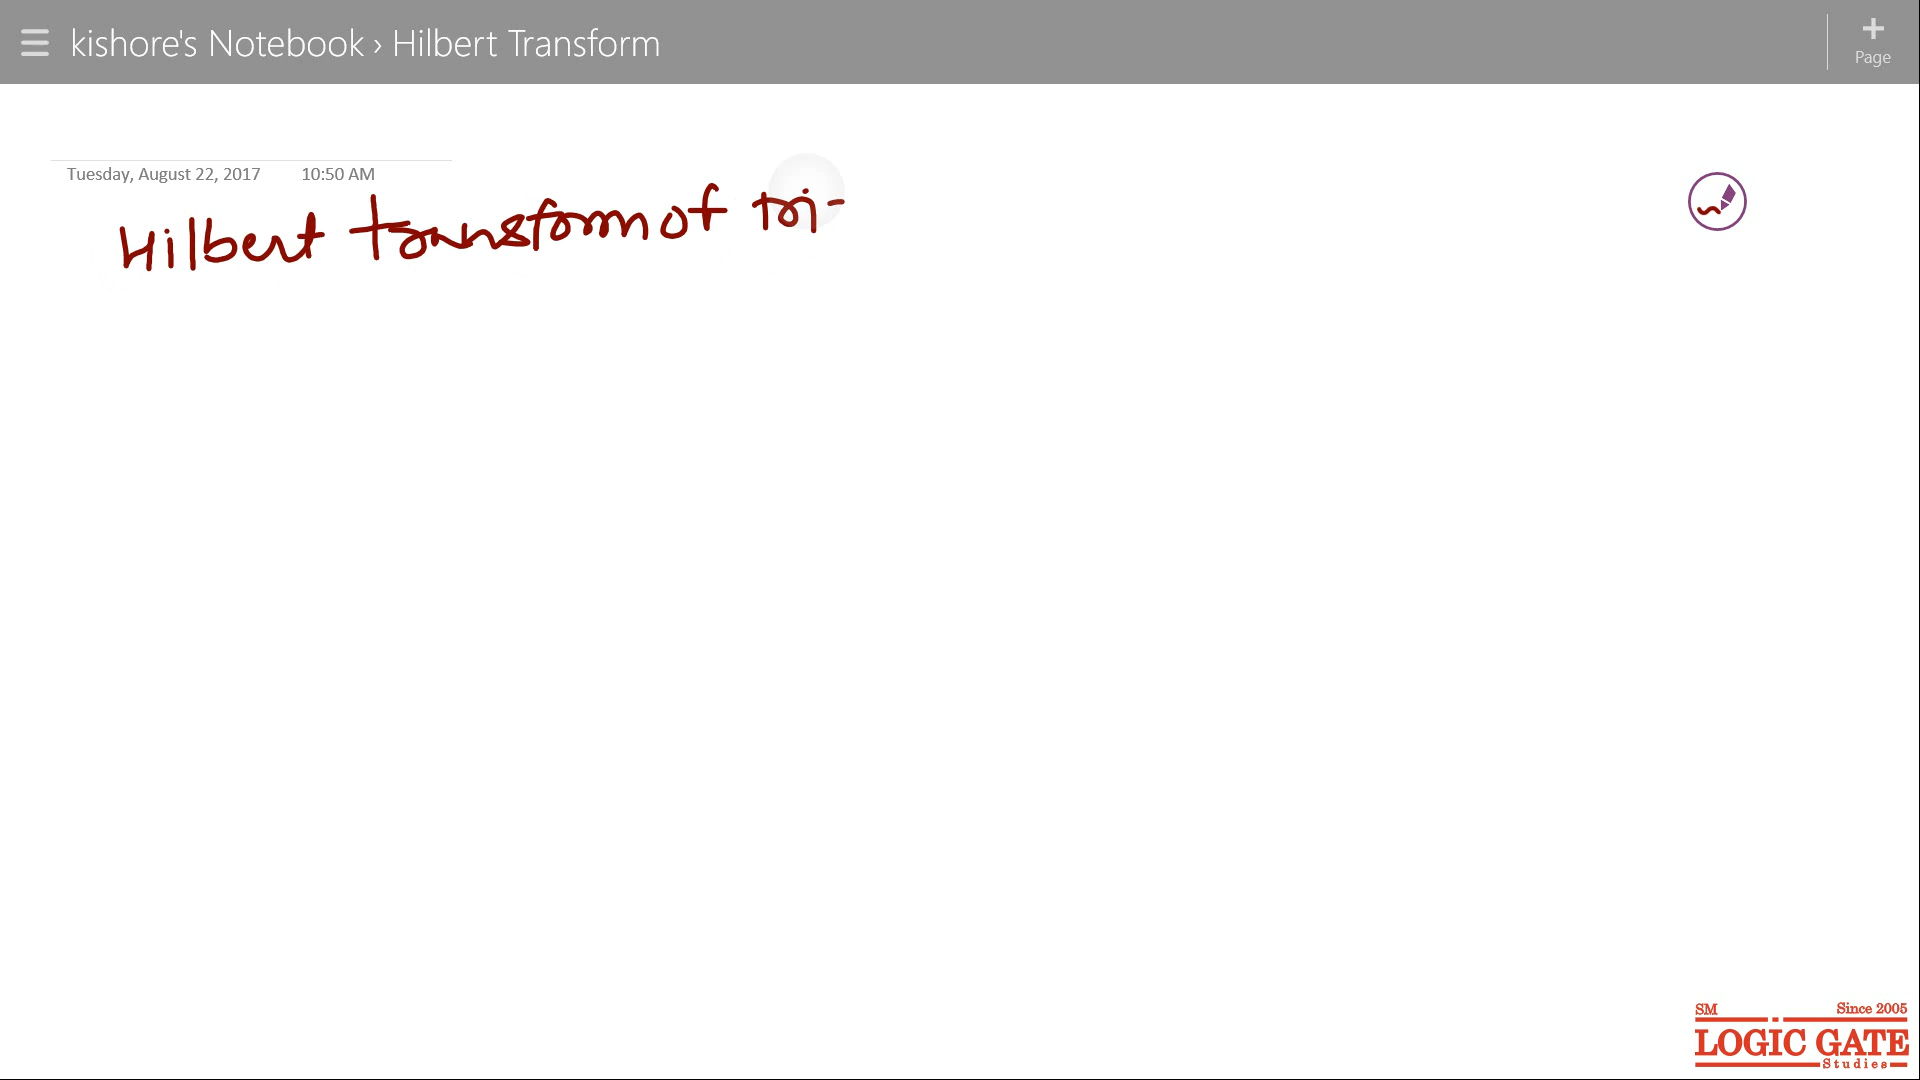 kishore's Notebook › Hilbert Transform
+
Page
Tuesday, August 22, 2017 10:50 AM
Hilbert transform of tri-
SM Since 2005
LOGIC GATE
Studies